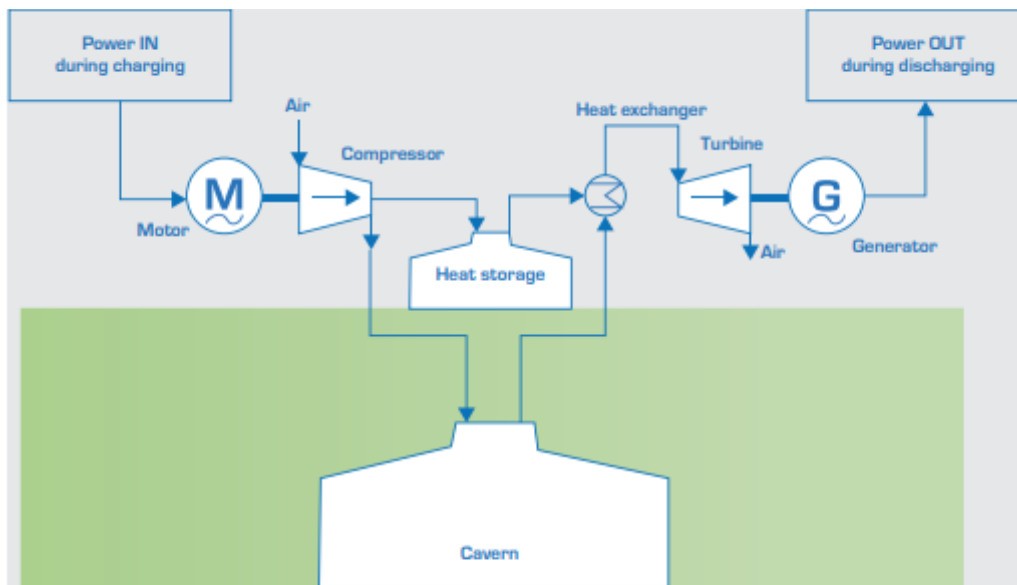 Power IN
during charging
Power OUT
during discharging
Air
Heat exchanger
Compressor
Turbine
M
G
Motor
Air
Generator
Heat storage
Cavern